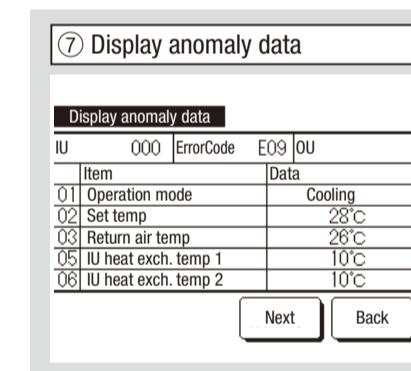 ⑦ Display anomaly data
Display anomaly data
IU 000 ErrorCode E09 OU
Item Data
01 Operation mode Cooling
02 Set temp 28°C
03 Return air temp 26°C
05 IU heat exch. temp 1 10°C
06 IU heat exch. temp 2 10°C
Next Back